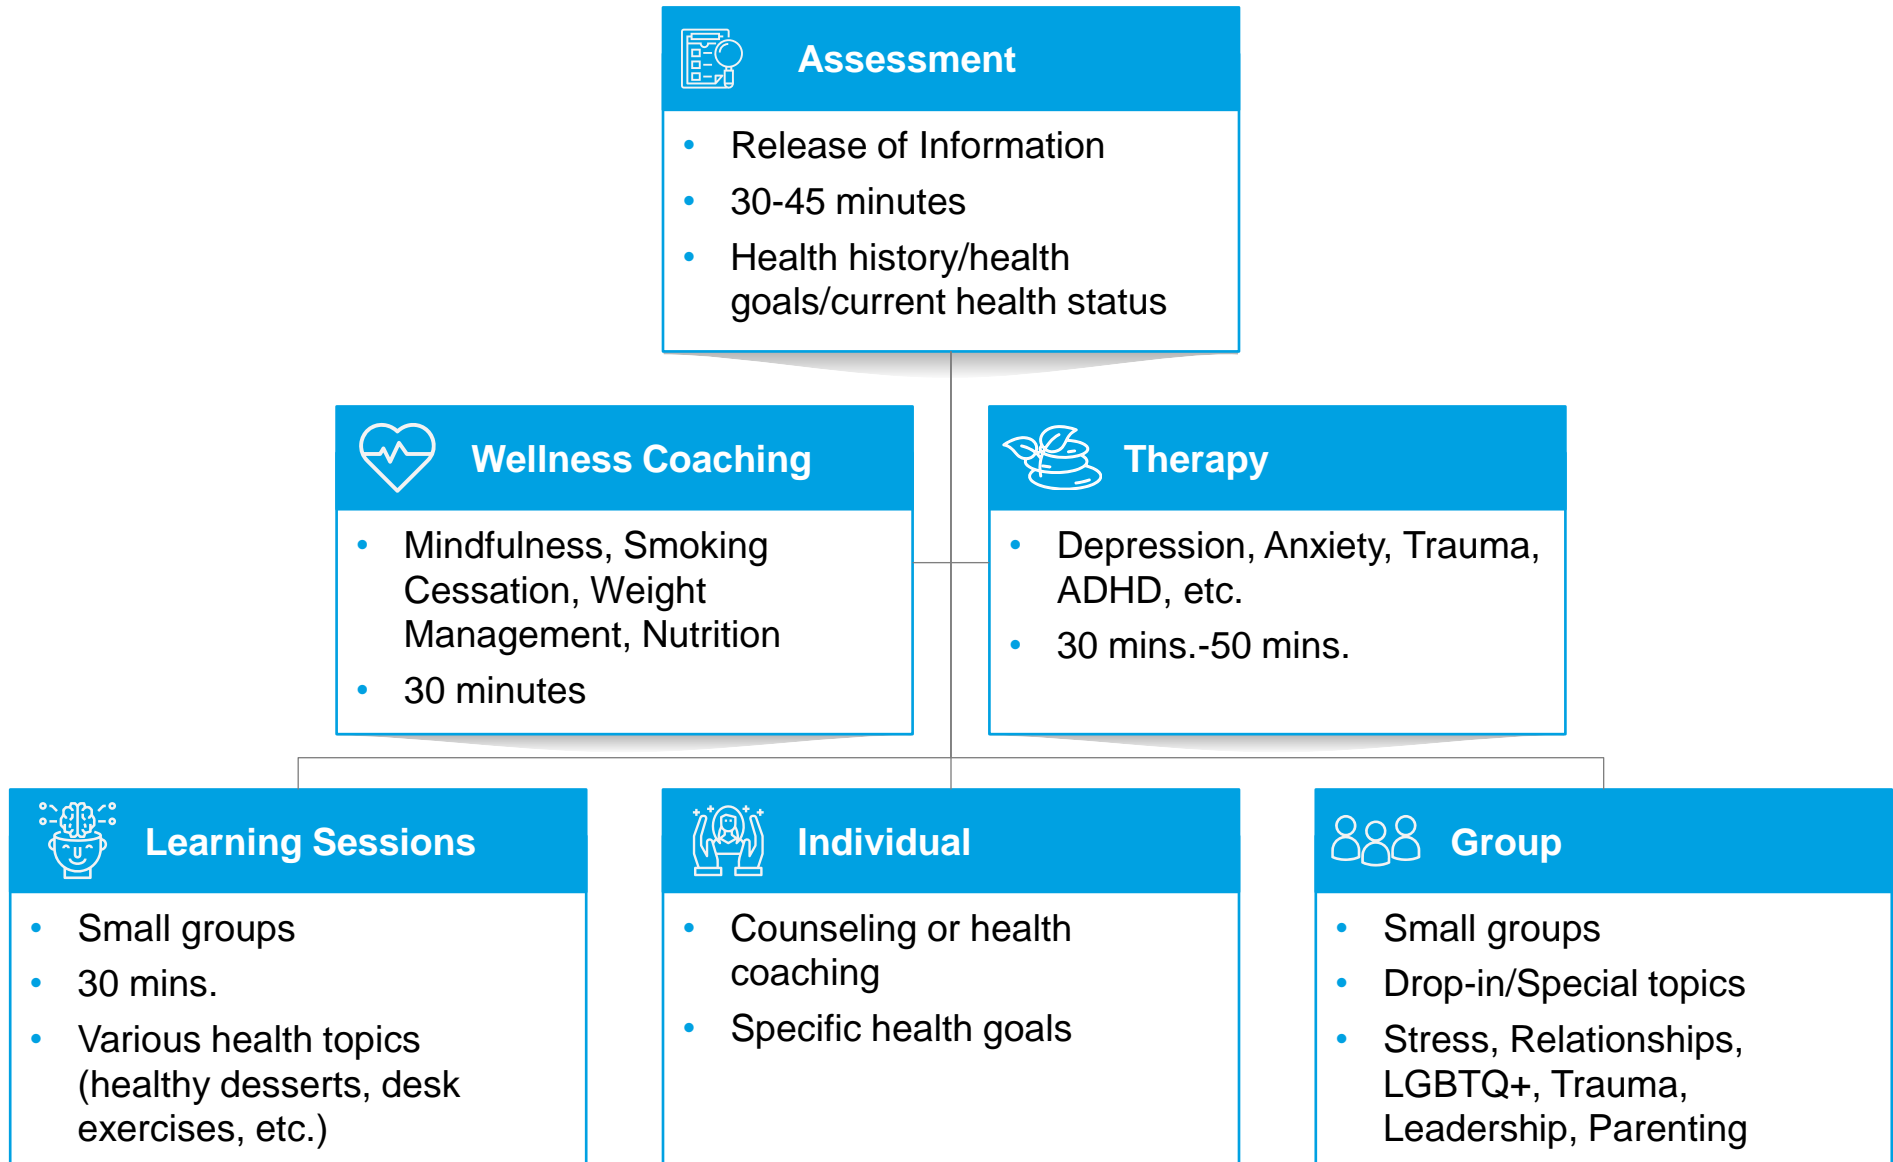 Assessment
• Release of Information
• 30-45 minutes
• Health history/health
goals/current health status
Wellness Coaching
• Mindfulness, Smoking
Cessation, Weight
Management, Nutrition
• 30 minutes
Therapy
• Depression, Anxiety, Trauma,
ADHD, etc.
• 30 mins.-50 mins.
Learning Sessions
• Small groups
• 30 mins.
• Various health topics
(healthy desserts, desk
exercises, etc.)
Individual
• Counseling or health
coaching
• Specific health goals
Group
• Small groups
• Drop-in/Special topics
• Stress, Relationships,
LGBTQ+, Trauma,
Leadership, Parenting